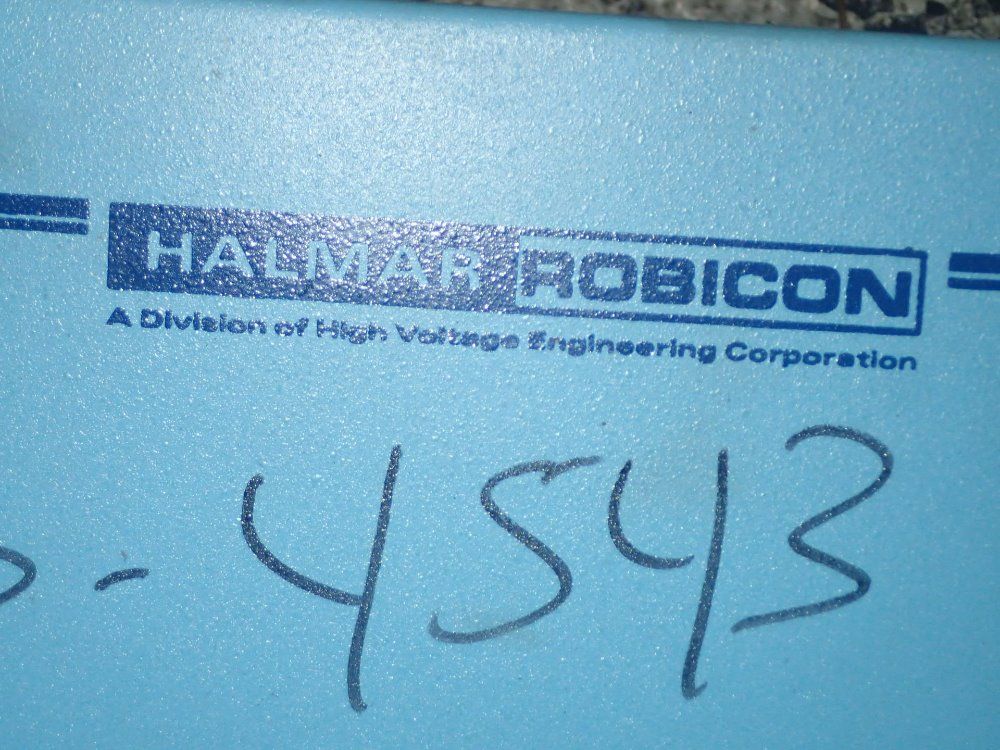 HALMAR ROBICON
A Division of High Voltage Engineering Corporation
- 4543